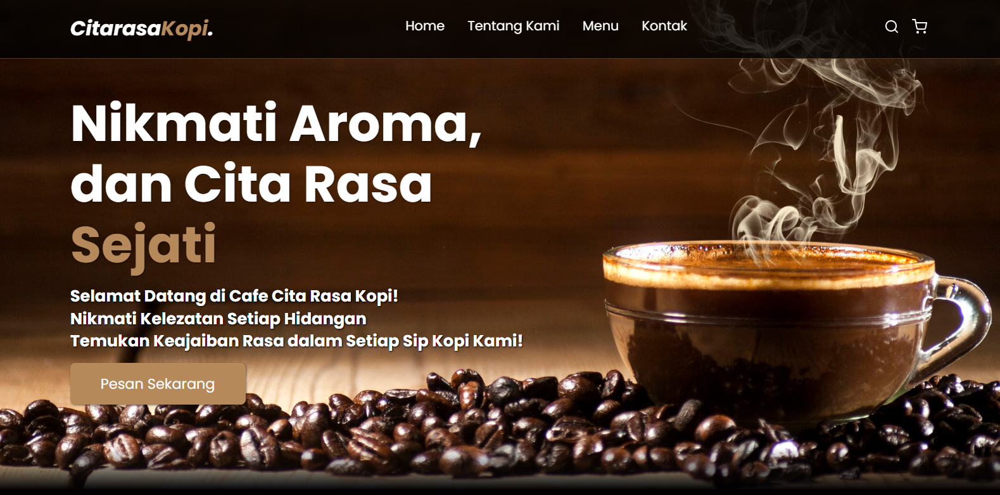 CitarasaKopi.
Home Tentang Kami Menu Kontak
Nikmati Aroma,
dan Cita Rasa
Sejati
Selamat Datang di Cafe Cita Rasa Kopi!
Nikmati Kelezatan Setiap Hidangan
Temukan Keajaiban Rasa dalam Setiap Sip Kopi Kami!
Pesan Sekarang